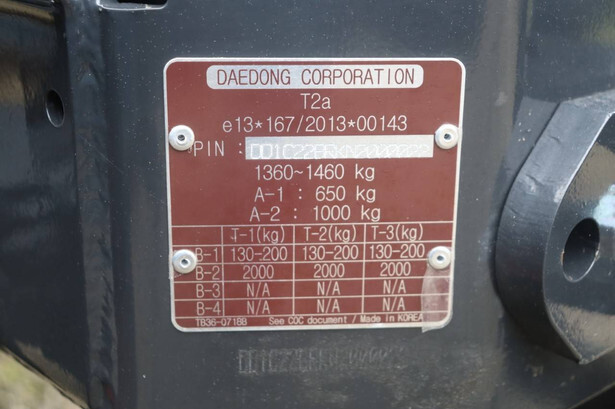 DAEDONG CORPORATION
T2a
e13*167/2013*00143
PIN :
1360~1460 kg
A-1 : 650 kg
A-2 : 1000 kg
T-1(kg) T-2(kg) T-3(kg)
B-1 130-200 130-200 130-200
B-2 2000 2000 2000
B-3 N/A N/A N/A
B-4 N/A N/A N/A
TB36-071BB See COC document / Made in KOREA